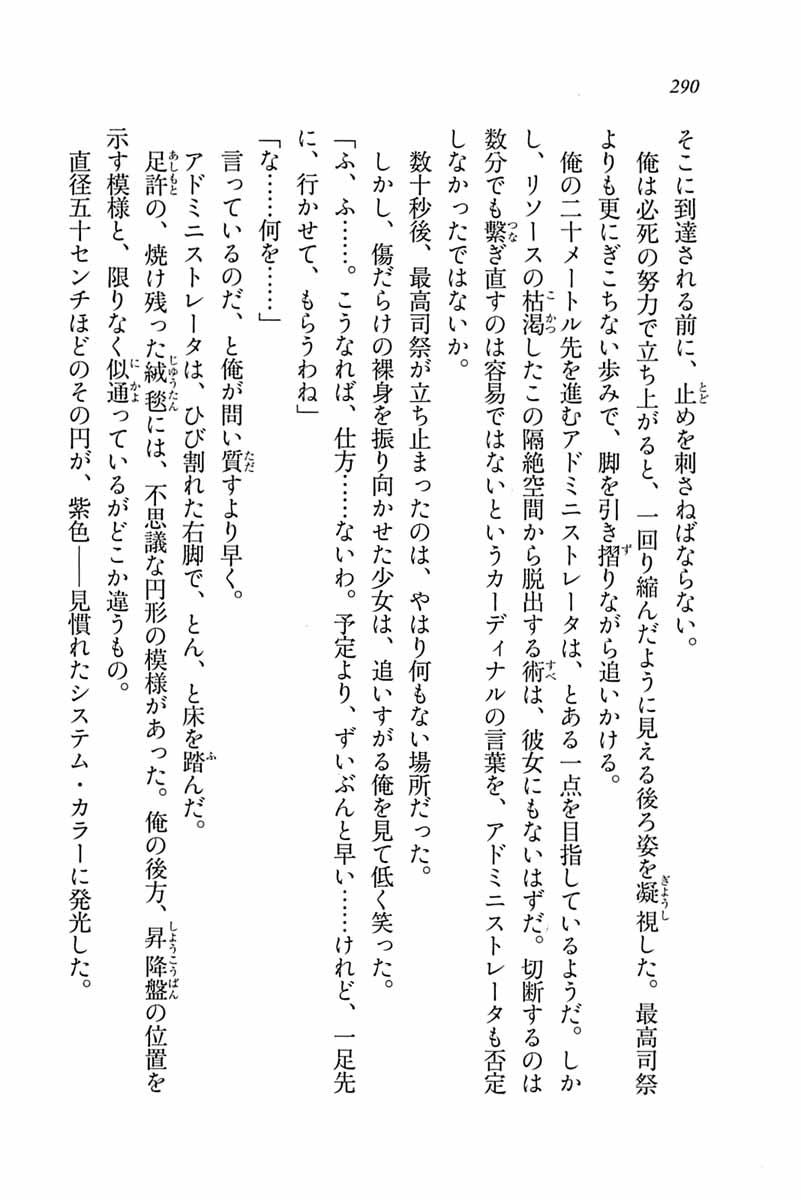 290
そこに到達される前に、止めを刺さねばならない。
俺は必死の努力で立ち上がると、一回り縮んだように見える後ろ姿を凝視した。最高司祭
よりも更にぎこちない歩みで、脚を引き摺りながら追いかける。
俺の二十メートル先を進むアドミニストレータは、とある一点を目指しているようだ。しか
し、リソースの枯渇したこの隔絶空間から脱出する術は、彼女にもないはずだ。切断するのは
数分でも繋ぎ直すのは容易ではないというカーディナルの言葉を、アドミニストレータも否定
しなかったではないか。
数十秒後、最高司祭が立ち止まったのは、やはり何もない場所だった。
しかし、傷だらけの裸身を振り向かせた少女は、追いすがる俺を見て低く笑った。
「ふ、ふ……。こうなれば、仕方……ないわ。予定より、ずいぶんと早い……けれど、一足先
に、行かせて、もらうわね」
「な……何を……」
言っているのだ、と俺が問い質すより早く。
アドミニストレータは、ひび割れた右脚で、とん、と床を踏んだ。
足許の、焼け残った絨毯には、不思議な円形の模様があった。俺の後方、昇降盤の位置を
示す模様と、限りなく似通っているがどこか違うもの。
直径五十センチほどのその円が、紫色――見慣れたシステム・カラーに発光した。